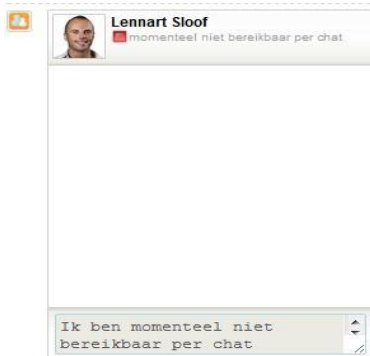 Lennart Sloof
momenteel niet bereikbaar per chat
Ik ben momenteel niet
bereikbaar per chat